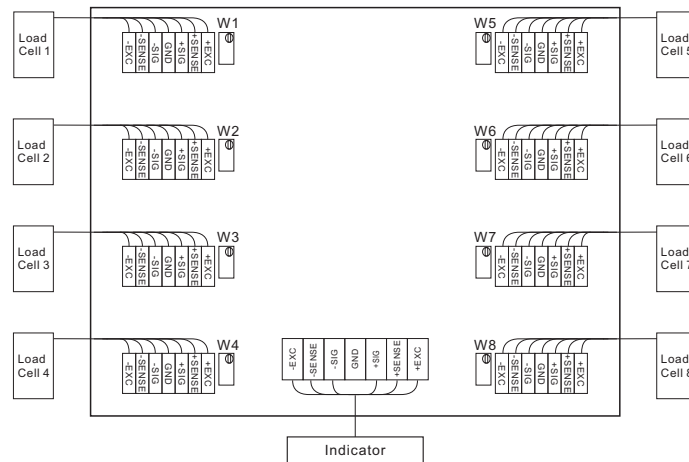 Load
Cell 1
W1
-EXC
-SENSE
-SIG
GND
+SIG
+SENSE
+EXC
W5
-EXC
-SENSE
-SIG
GND
+SIG
+SENSE
+EXC
Load
Cell 5
Load
Cell 2
W2
-EXC
-SENSE
-SIG
GND
+SIG
+SENSE
+EXC
W6
-EXC
-SENSE
-SIG
GND
+SIG
+SENSE
+EXC
Load
Cell 6
Load
Cell 3
W3
-EXC
-SENSE
-SIG
GND
+SIG
+SENSE
+EXC
W7
-EXC
-SENSE
-SIG
GND
+SIG
+SENSE
+EXC
Load
Cell 7
Load
Cell 4
W4
-EXC
-SENSE
-SIG
GND
+SIG
+SENSE
+EXC
-EXC
-SENSE
-SIG
GND
+SIG
+SENSE
+EXC
W8
-EXC
-SENSE
-SIG
GND
+SIG
+SENSE
+EXC
Load
Cell 8
Indicator